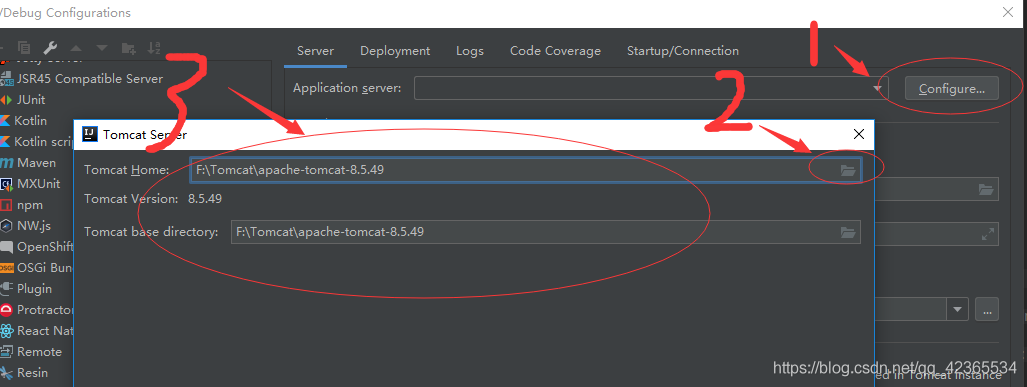 /Debug Configurations
Server Deployment Logs Code Coverage Startup/Connection
1
Application server: Configure...
3
2
Jetty Server
JSR45 Compatible Server
JUnit
Kotlin
Kotlin scrip
Maven
MXUnit
npm
NW.js
OpenShift
OSGi Bun
Plugin
Protractor
React Nat
Remote
Resin
Tomcat Server
Tomcat Home: F:\Tomcat\apache-tomcat-8.5.49
Tomcat Version: 8.5.49
Tomcat base directory: F:\Tomcat\apache-tomcat-8.5.49
...
ed in Tomcat instance
https://blog.csdn.net/qq_42365534